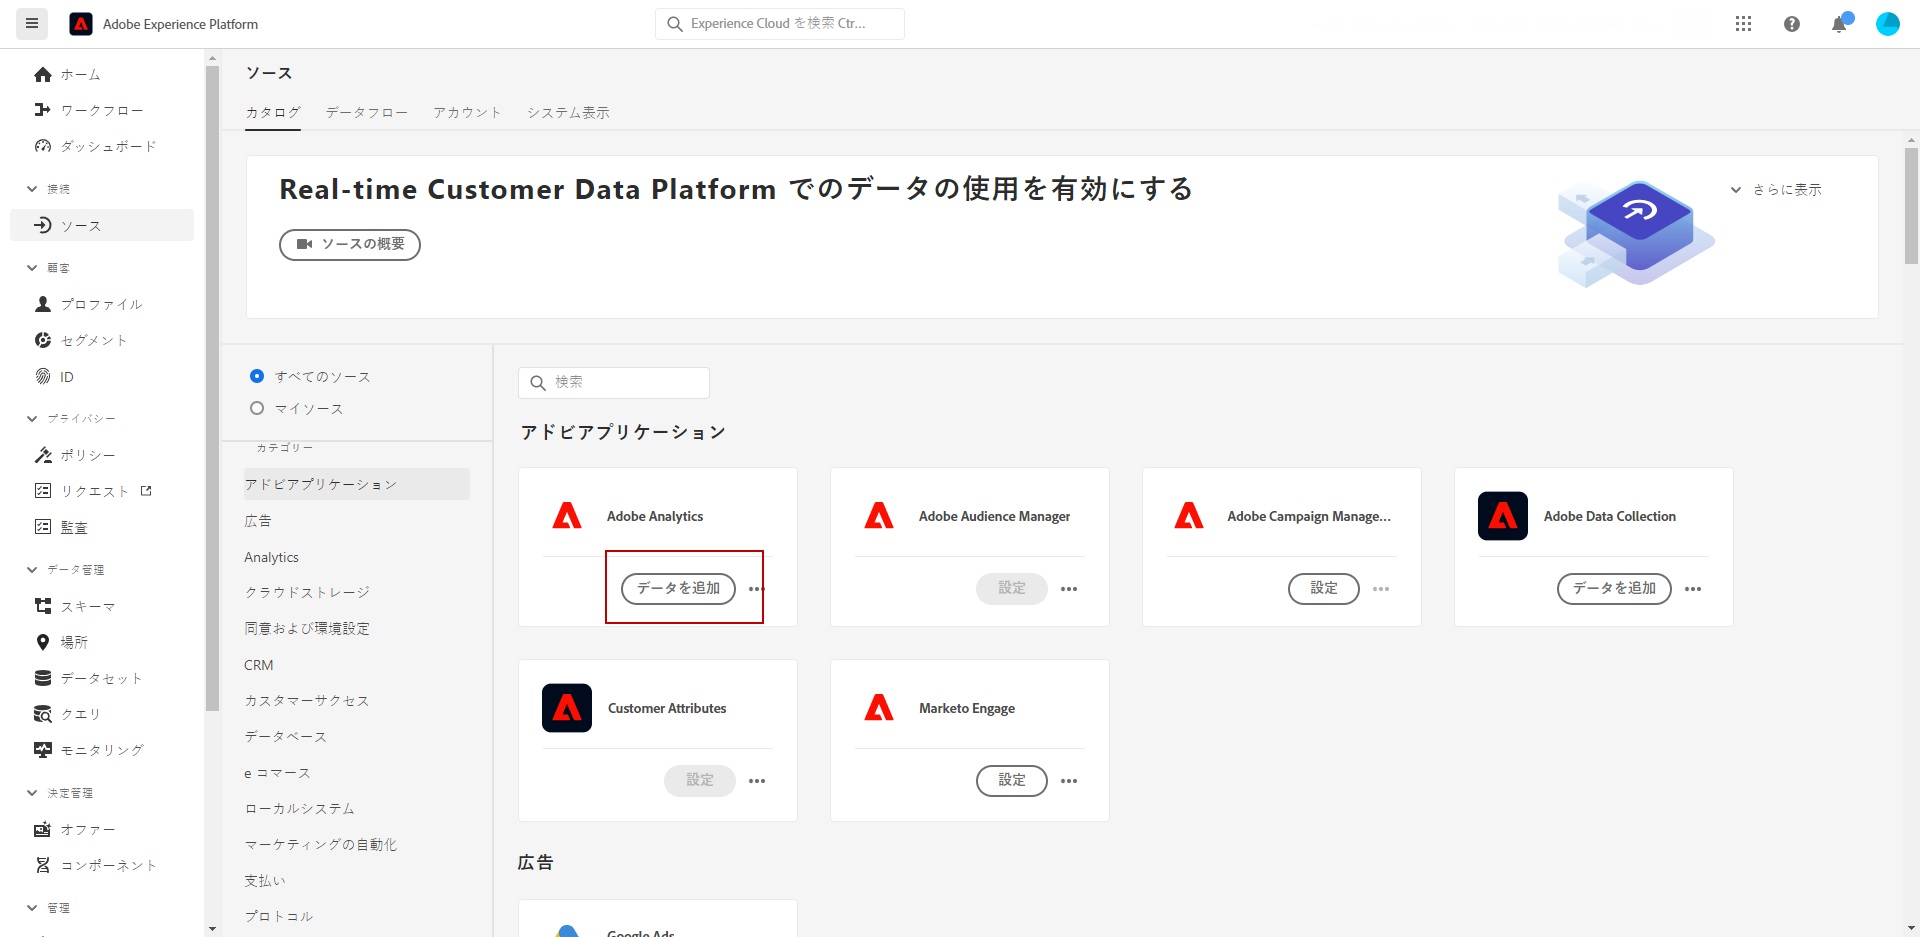 Adobe Experience Platform
Experience Cloud を検索 Ctr...
ホーム
ワークフロー
ダッシュボード
接続
ソース
顧客
プロファイル
セグメント
ID
プライバシー
ポリシー
リクエスト
監査
データ管理
スキーマ
場所
データセット
クエリ
モニタリング
決定管理
オファー
コンポーネント
管理
ソース
カタログ データフロー アカウント システム表示
Real-time Customer Data Platform でのデータの使用を有効にする
さらに表示
ソースの概要
すべてのソース
マイソース
カテゴリー
アドビアプリケーション
広告
Analytics
クラウドストレージ
同意および環境設定
CRM
カスタマーサクセス
データベース
e コマース
ローカルシステム
マーケティングの自動化
支払い
プロトコル
検索
アドビアプリケーション
Adobe Analytics
データを追加
Adobe Audience Manager
設定
Adobe Campaign Manage...
設定
Adobe Data Collection
データを追加
Customer Attributes
設定
Marketo Engage
設定
広告
Google Ads